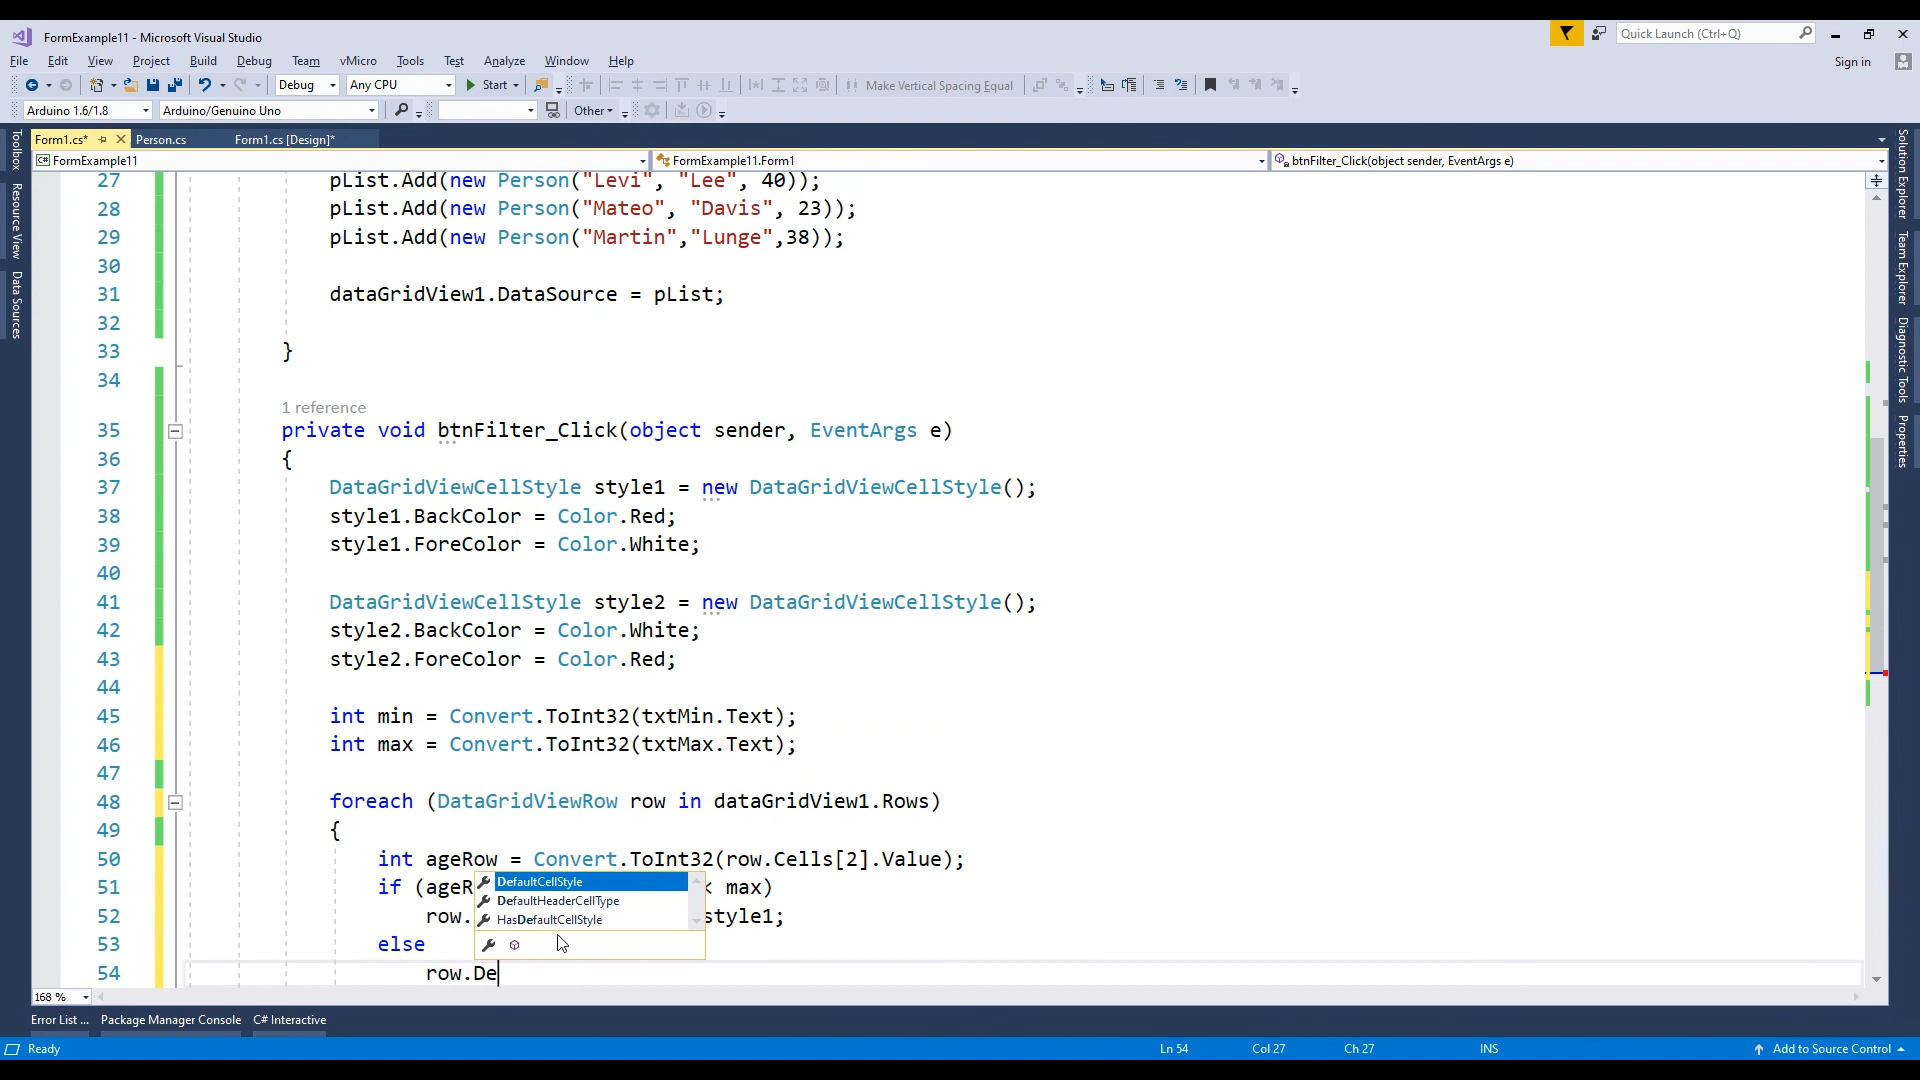 FormExample11 - Microsoft Visual Studio
Quick Launch (Ctrl+Q)
File Edit View Project Build Debug Team vMicro Tools Test Analyze Window Help
Sign in
Debug Any CPU Start Make Vertical Spacing Equal
Arduino 1.6/1.8 Arduino/Genuino Uno Other
Form1.cs* Person.cs Form1.cs [Design]*
FormExample11 FormExample11.Form1 btnFilter_Click(object sender, EventArgs e)
Toolbox
Resource View
Data Sources
Solution Explorer
Team Explorer
Diagnostic Tools
Properties
27 pList.Add(new Person("Levi", "Lee", 40));
28 pList.Add(new Person("Mateo", "Davis", 23));
29 pList.Add(new Person("Martin","Lunge",38));
30
31 dataGridView1.DataSource = pList;
32
33 }
34
1 reference
35 private void btnFilter_Click(object sender, EventArgs e)
36 {
37 DataGridViewCellStyle style1 = new DataGridViewCellStyle();
38 style1.BackColor = Color.Red;
39 style1.ForeColor = Color.White;
40
41 DataGridViewCellStyle style2 = new DataGridViewCellStyle();
42 style2.BackColor = Color.White;
43 style2.ForeColor = Color.Red;
44
45 int min = Convert.ToInt32(txtMin.Text);
46 int max = Convert.ToInt32(txtMax.Text);
47
48 foreach (DataGridViewRow row in dataGridView1.Rows)
49 {
50 int ageRow = Convert.ToInt32(row.Cells[2].Value);
51 if (ageR < max)
52 row. style1;
53 else
54 row.De
DefaultCellStyle
DefaultHeaderCellType
HasDefaultCellStyle
168 %
Error List ... Package Manager Console C# Interactive
Ready Ln 54 Col 27 Ch 27 INS Add to Source Control